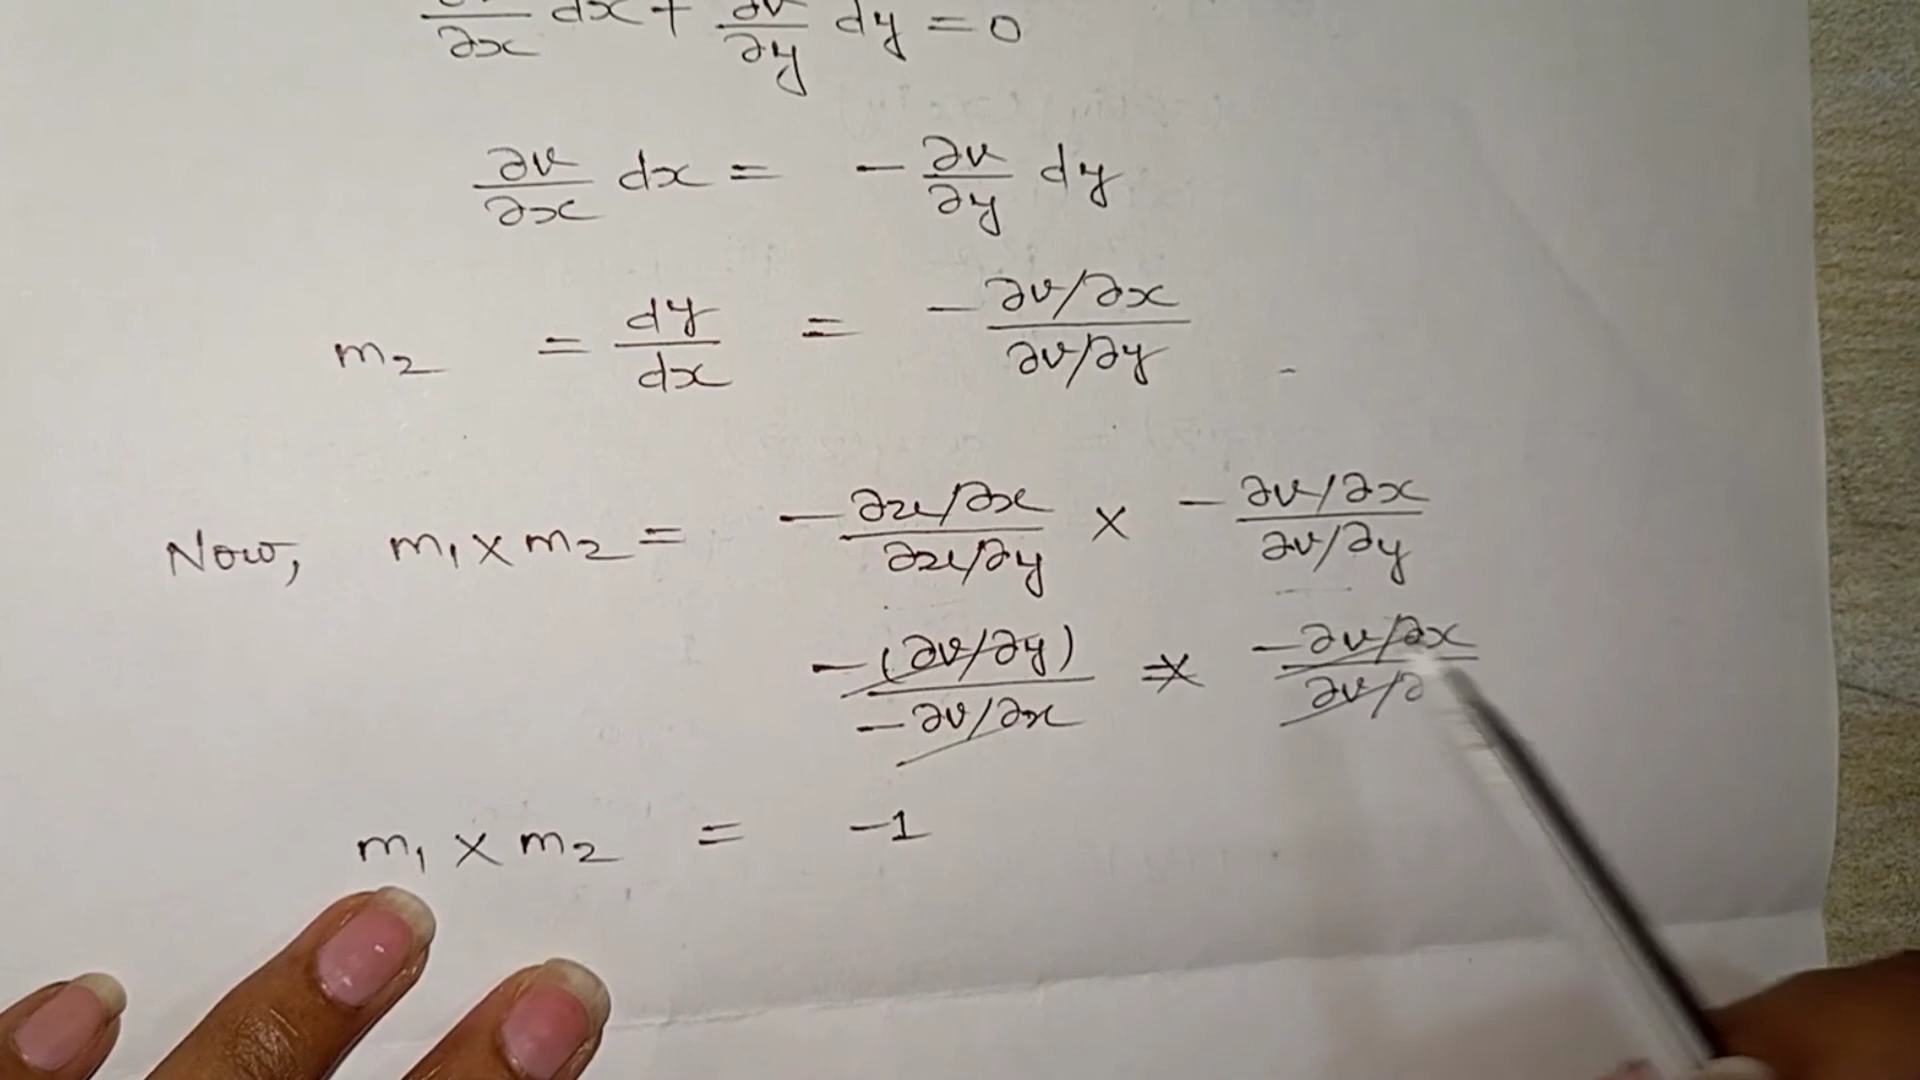 ∂v/∂x dx + ∂v/∂y dy = 0
∂v/∂x dx = - ∂v/∂y dy
m₂ = dy/dx = - (∂v/∂x)/(∂v/∂y)
Now, m₁ × m₂ = - (∂u/∂x)/(∂u/∂y) × - (∂v/∂x)/(∂v/∂y)
-(∂v/∂y)/(-∂v/∂x) × (-∂v/∂x)/(∂v/∂
m₁ × m₂ = -1